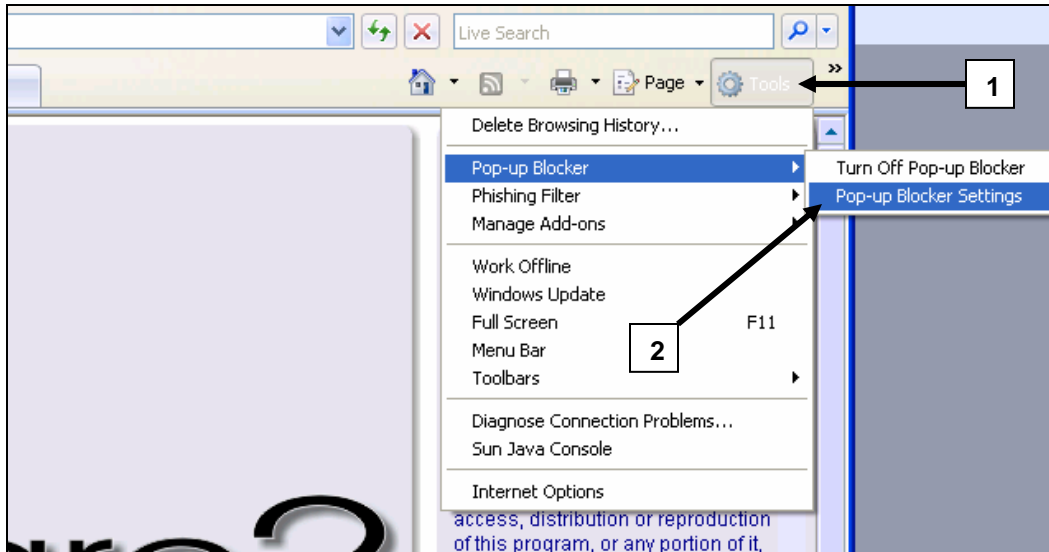 Live Search
Page
Tools
»
1
Delete Browsing History...
Pop-up Blocker
Turn Off Pop-up Blocker
Phishing Filter
Pop-up Blocker Settings
Manage Add-ons
Work Offline
Windows Update
Full Screen F11
2
Menu Bar
Toolbars
Diagnose Connection Problems...
Sun Java Console
Internet Options
access, distribution or reproduction
of this program, or any portion of it,